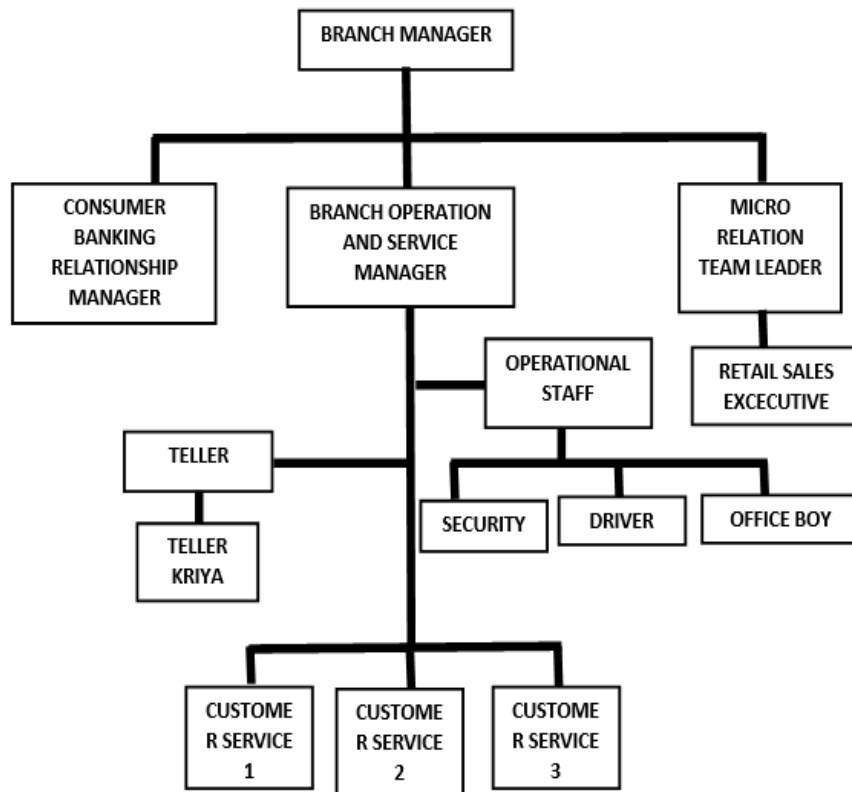 BRANCH MANAGER
CONSUMER
BANKING
RELATIONSHIP
MANAGER
BRANCH OPERATION
AND SERVICE
MANAGER
MICRO
RELATION
TEAM LEADER
OPERATIONAL
STAFF
RETAIL SALES
EXCECUTIVE
TELLER
SECURITY
DRIVER
OFFICE BOY
TELLER
KRIYA
CUSTOME
R SERVICE
1
CUSTOME
R SERVICE
2
CUSTOME
R SERVICE
3